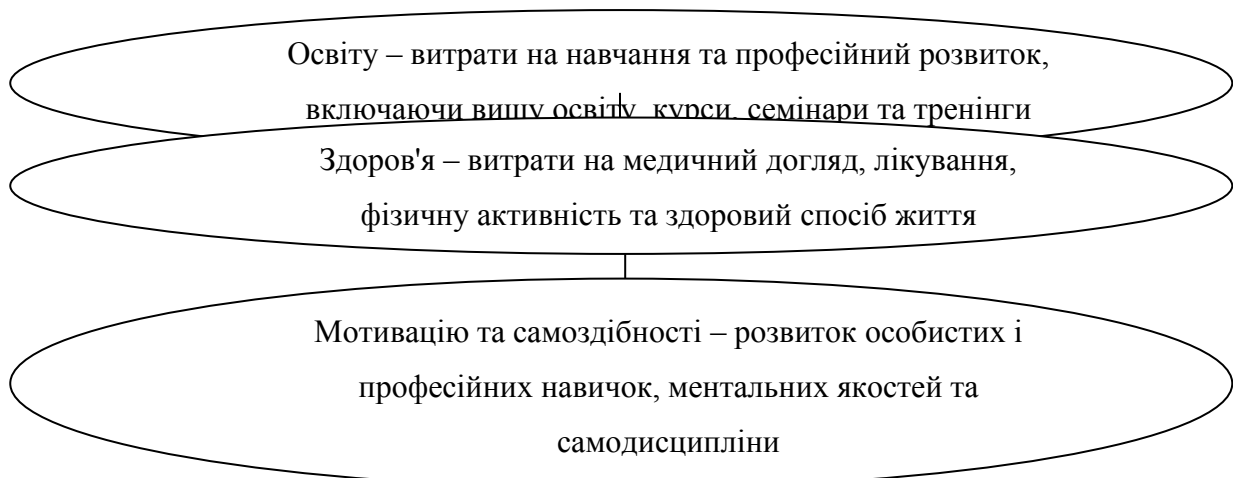 Освіту – витрати на навчання та професійний розвиток,
включаючи вищу освіту, курси, семінари та тренінги
Здоров'я – витрати на медичний догляд, лікування,
фізичну активність та здоровий спосіб життя
Мотивацію та самоздібності – розвиток особистих і
професійних навичок, ментальних якостей та
самодисципліни